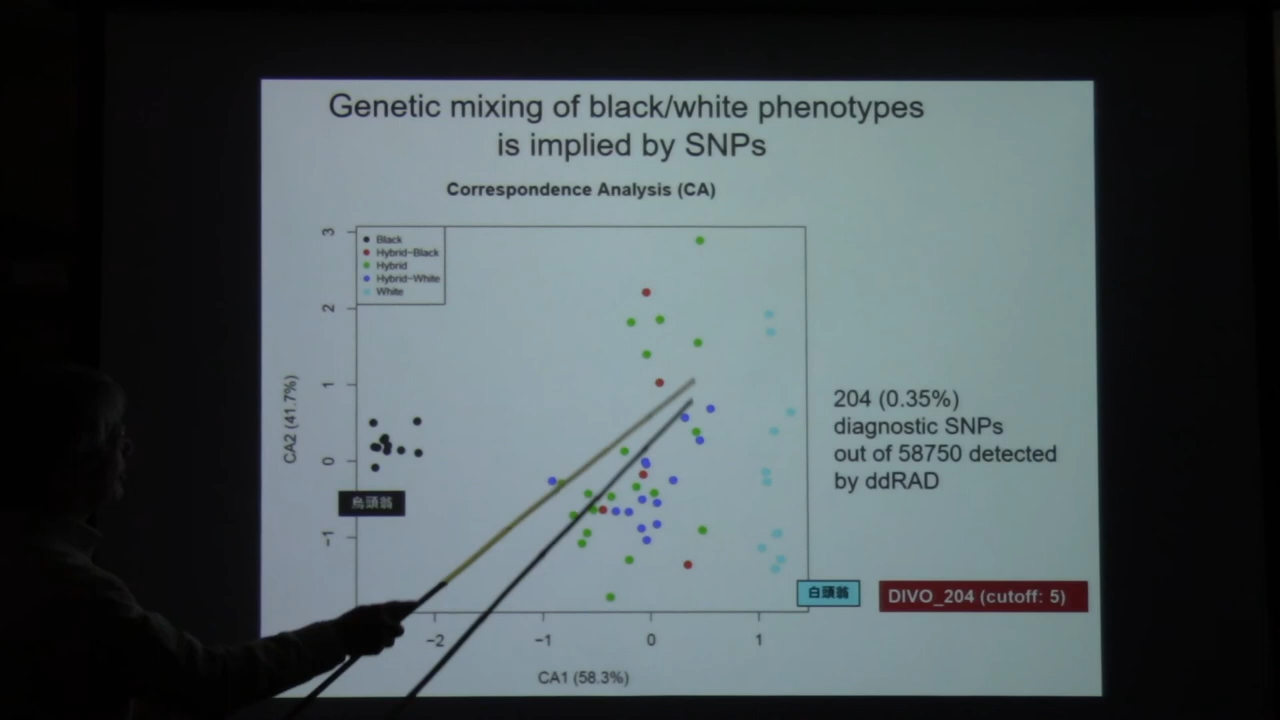 Genetic mixing of black/white phenotypes
is implied by SNPs
Correspondence Analysis (CA)
Black
Hybrid-Black
Hybrid
Hybrid-White
White
3
2
1
0
-1
CA2 (41.7%)
-2
-1
0
1
CA1 (58.3%)
烏頭翁
白頭翁
204 (0.35%)
diagnostic SNPs
out of 58750 detected
by ddRAD
DIVO_204 (cutoff: 5)